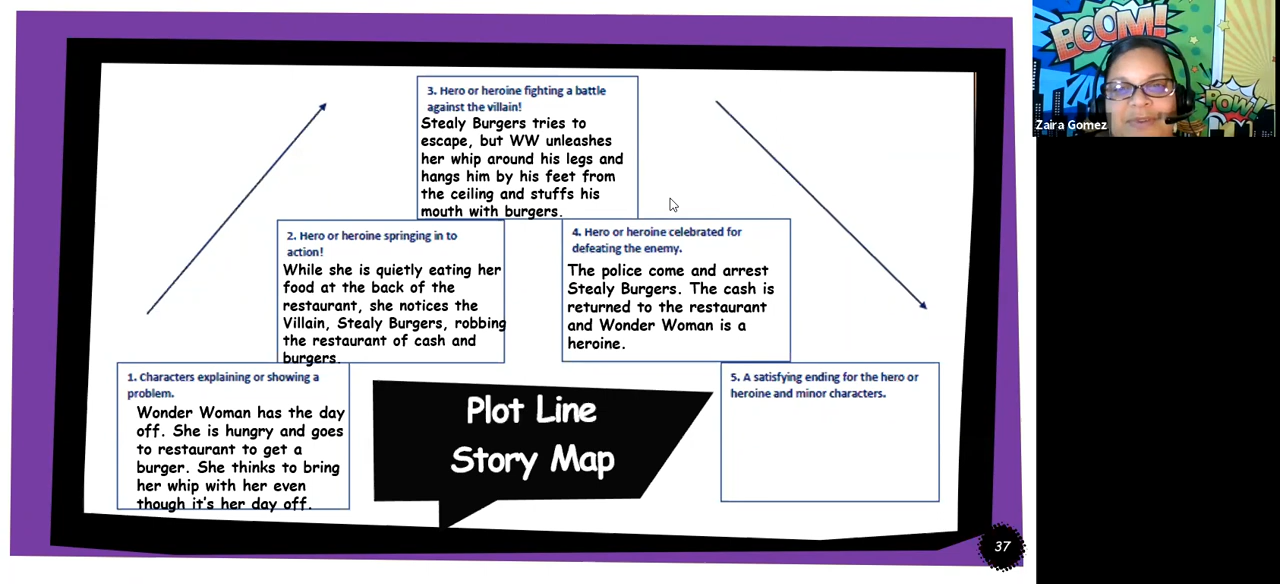 3. Hero or heroine fighting a battle
against the villain!
Stealy Burgers tries to
escape, but WW unleashes
her whip around his legs and
hangs him by his feet from
the ceiling and stuffs his
mouth with burgers.
2. Hero or heroine springing in to
action!
While she is quietly eating her
food at the back of the
restaurant, she notices the
Villain, Stealy Burgers, robbing
the restaurant of cash and
burgers.
4. Hero or heroine celebrated for
defeating the enemy.
The police come and arrest
Stealy Burgers. The cash is
returned to the restaurant
and Wonder Woman is a
heroine.
1. Characters explaining or showing a
problem.
Wonder Woman has the day
off. She is hungry and goes
to restaurant to get a
burger. She thinks to bring
her whip with her even
though it's her day off.
Plot Line
Story Map
5. A satisfying ending for the hero or
heroine and minor characters.
37
BOOM!
POW!
Zaira Gomez